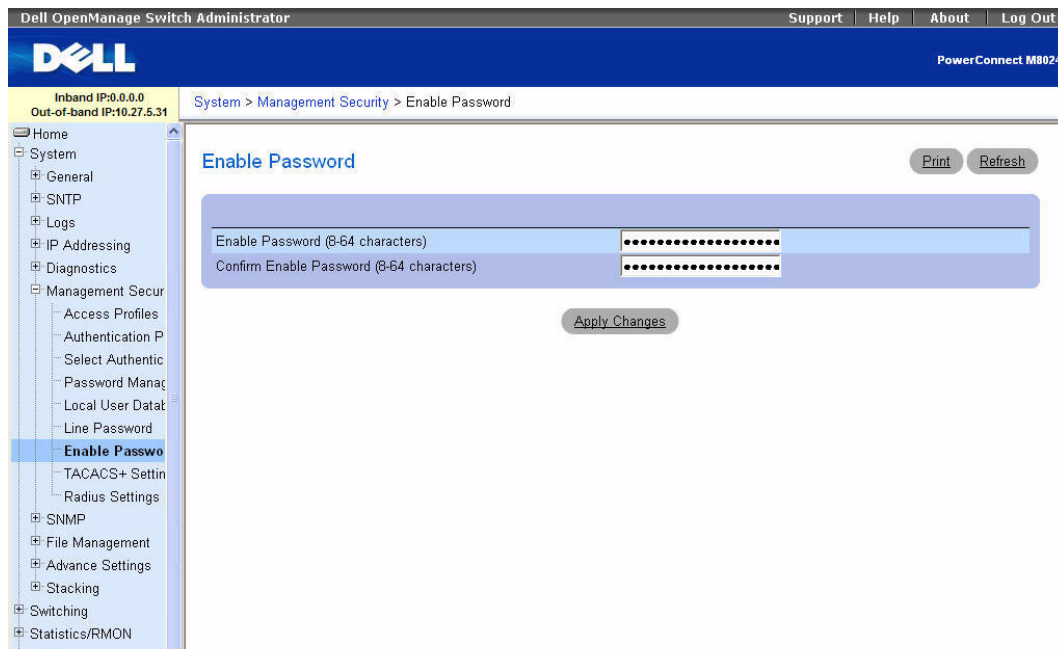 Dell OpenManage Switch Administrator
Support Help About Log Out
DELL
PowerConnect M8024
Inband IP:0.0.0.0
Out-of-band IP:10.27.5.31
System > Management Security > Enable Password
Home
System
General
SNTP
Logs
IP Addressing
Diagnostics
Management Secur
Access Profiles
Authentication P
Select Authentic
Password Manag
Local User Datab
Line Password
Enable Passwo
TACACS+ Settin
Radius Settings
SNMP
File Management
Advance Settings
Stacking
Switching
Statistics/RMON
Enable Password
Print Refresh
Enable Password (8-64 characters) •••••••••••••••••••
Confirm Enable Password (8-64 characters) •••••••••••••••••••
Apply Changes